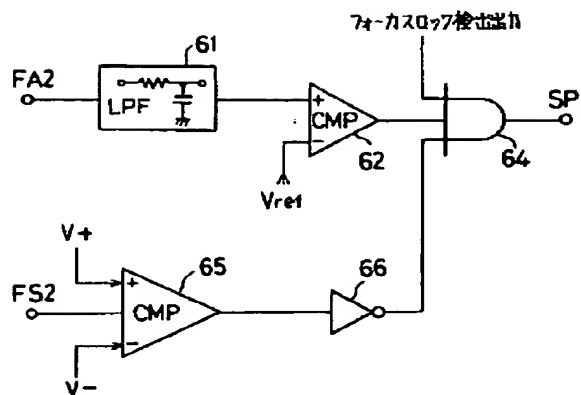 フォーカスロック検出出力
61
FA2
LPF
+
CMP
-
62
Vref
SP
64
V+
65
66
FS2
+
CMP
-
V-